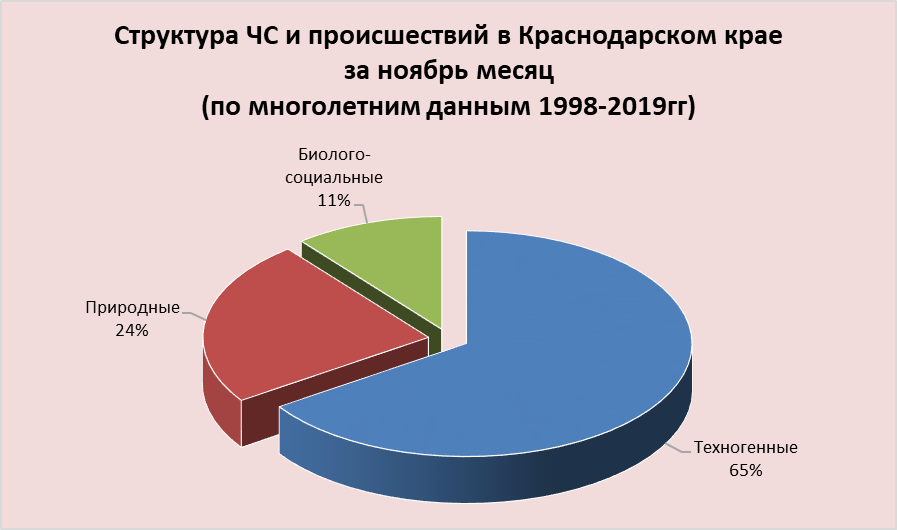 Структура ЧС и происшествий в Краснодарском крае
за ноябрь месяц
(по многолетним данным 1998-2019гг)
Биолого-
социальные
11%
Природные
24%
Техногенные
65%